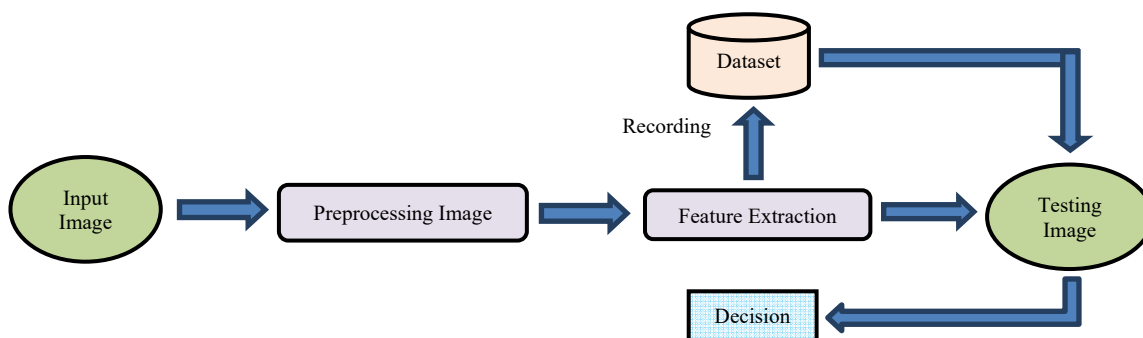 Dataset
Recording
Input
Image
Preprocessing Image
Feature Extraction
Testing
Image
Decision